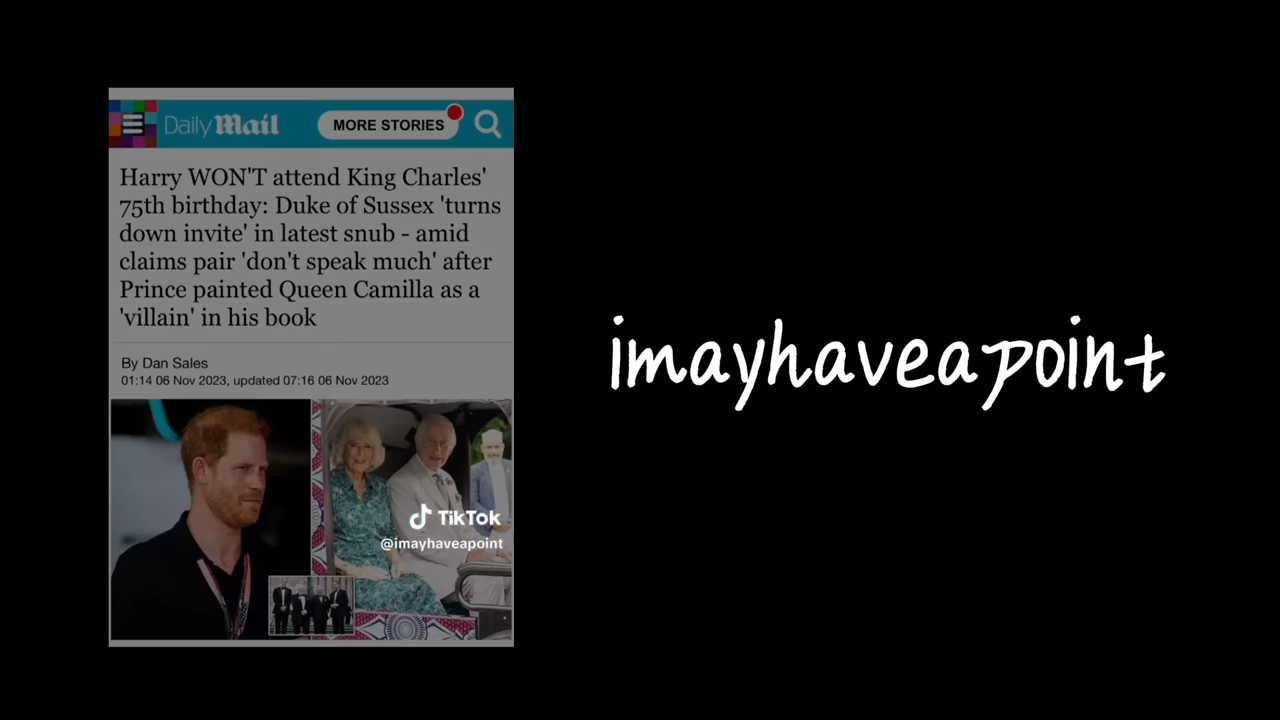 Daily Mail
MORE STORIES
Harry WON'T attend King Charles'
75th birthday: Duke of Sussex 'turns
down invite' in latest snub - amid
claims pair 'don't speak much' after
Prince painted Queen Camilla as a
'villain' in his book
By Dan Sales
01:14 06 Nov 2023, updated 07:16 06 Nov 2023
TikTok
@imayhaveapoint
imayhaveapoint